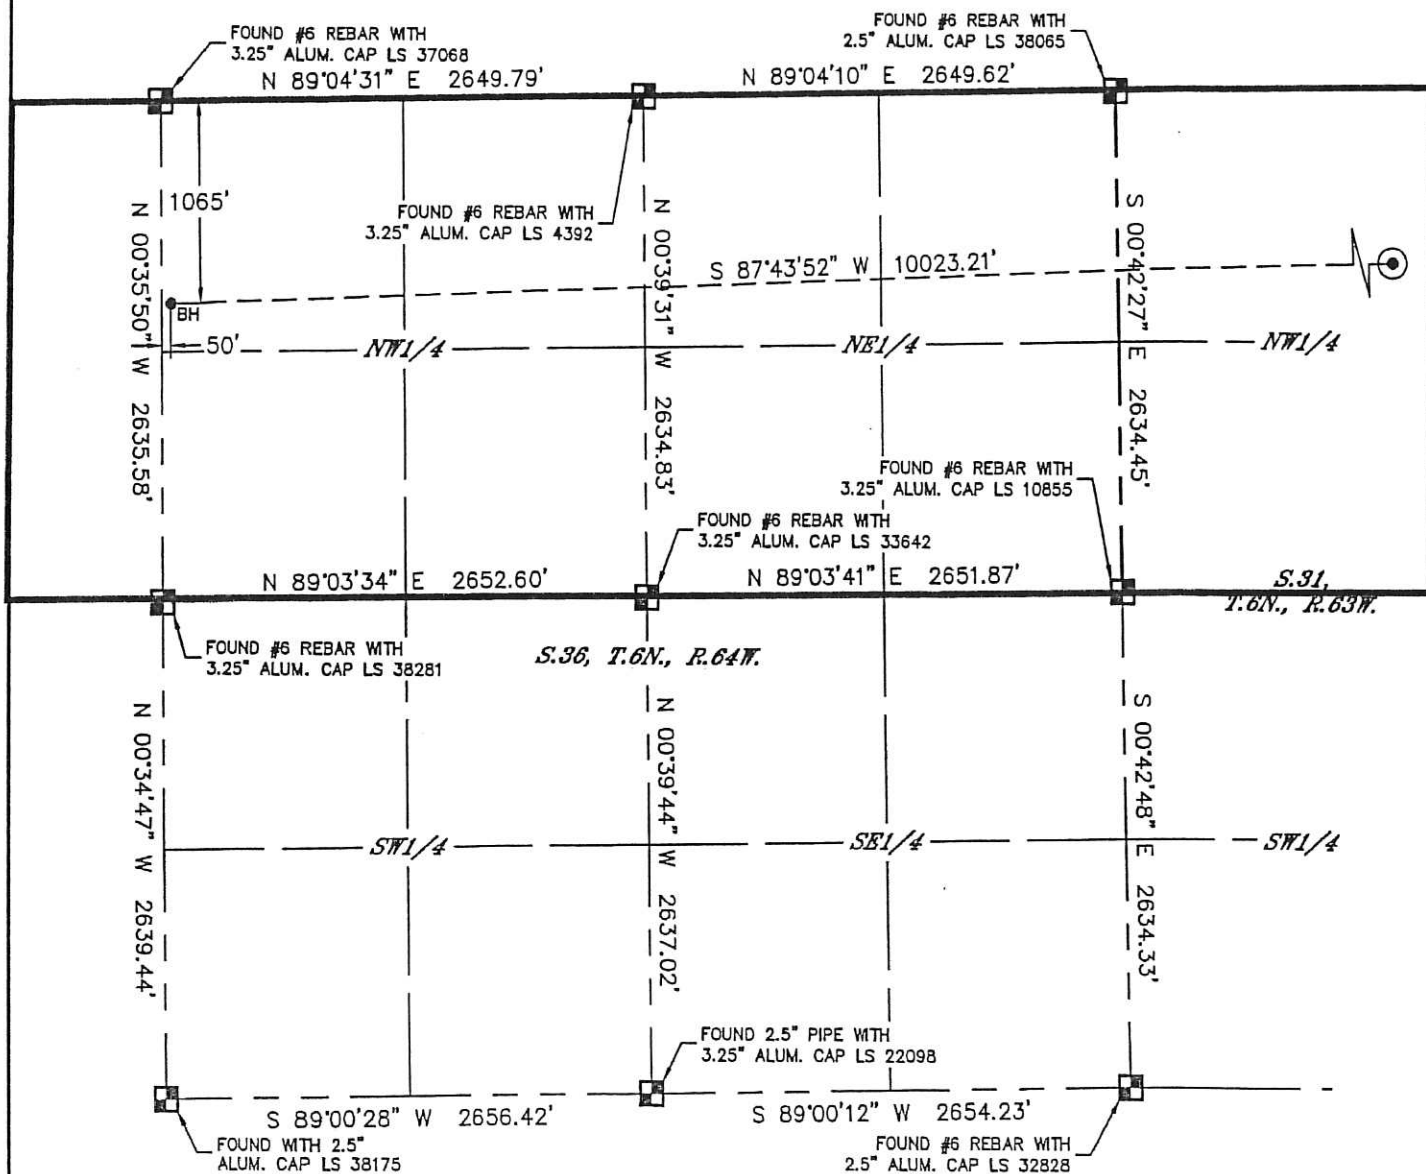 FOUND #6 REBAR WITH
3.25" ALUM. CAP LS 37068
FOUND #6 REBAR WITH
2.5" ALUM. CAP LS 38065
N 89°04'31" E 2649.79'
N 89°04'10" E 2649.62'
1065'
FOUND #6 REBAR WITH
3.25" ALUM. CAP LS 4392
N 00°35'50" W 2635.58'
N 00°39'31" W 2634.83'
S 00°42'27" E 2634.45'
S 87°43'52" W 10023.21'
BH
50'
NW1/4
NE1/4
NW1/4
FOUND #6 REBAR WITH
3.25" ALUM. CAP LS 10855
FOUND #6 REBAR WITH
3.25" ALUM. CAP LS 33642
N 89°03'34" E 2652.60'
N 89°03'41" E 2651.87'
S.31,
T.6N., R.63W.
FOUND #6 REBAR WITH
3.25" ALUM. CAP LS 38281
S.36, T.6N., R.64W.
N 00°34'47" W 2639.44'
N 00°39'44" W 2637.02'
S 00°42'48" E 2634.33'
SW1/4
SE1/4
SW1/4
FOUND 2.5" PIPE WITH
3.25" ALUM. CAP LS 22098
S 89°00'28" W 2656.42'
S 89°00'12" W 2654.23'
FOUND WITH 2.5"
ALUM. CAP LS 38175
FOUND #6 REBAR WITH
2.5" ALUM. CAP LS 32828